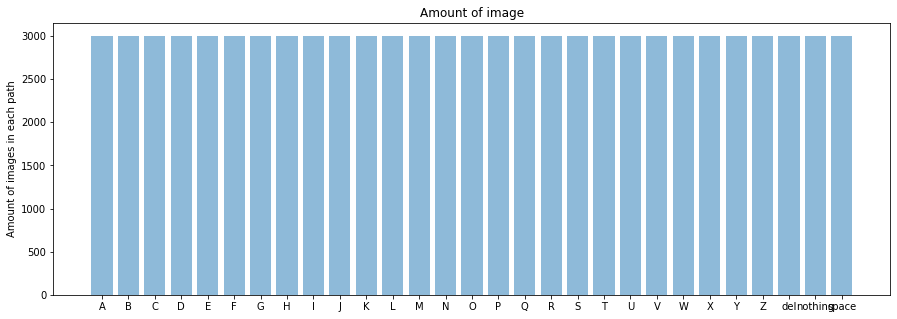 Amount of image
Amount of images in each path
3000
2500
2000
1500
1000
500
0
A B C D E F G H I J K L M N O P Q R S T U V W X Y Z del nothing space